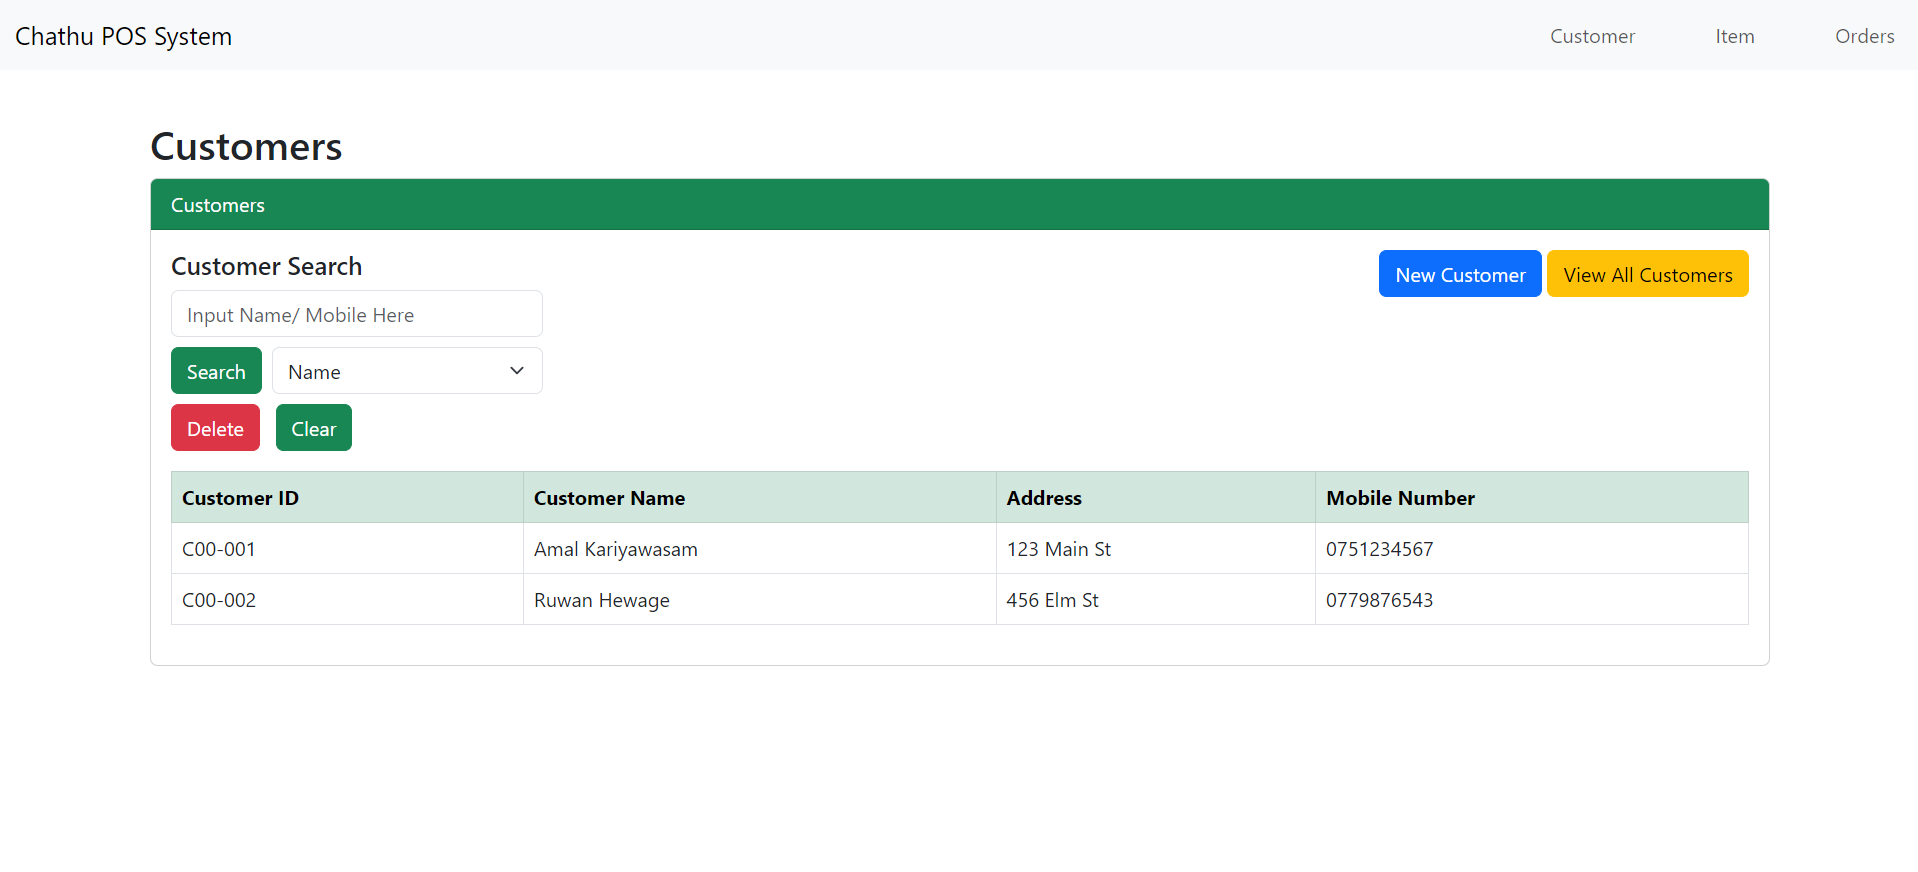 Chathu POS System Customer Item Orders
Customers
Customers
Customer Search
New Customer View All Customers
Input Name/ Mobile Here
Search Name
Delete Clear
Customer ID Customer Name Address Mobile Number
C00-001 Amal Kariyawasam 123 Main St 0751234567
C00-002 Ruwan Hewage 456 Elm St 0779876543